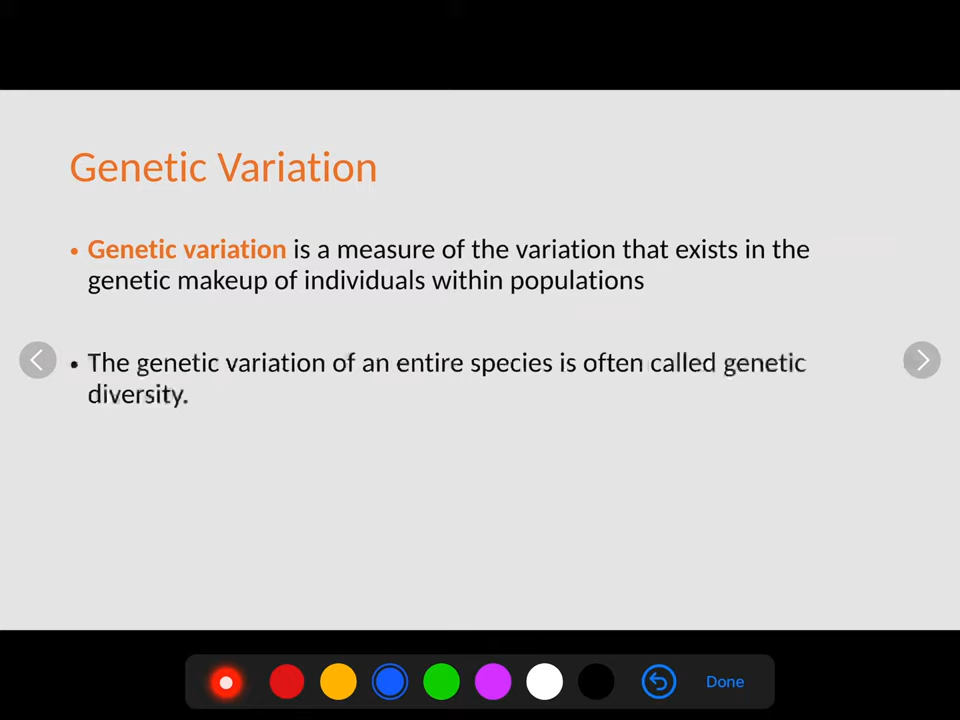 Genetic Variation
• Genetic variation is a measure of the variation that exists in the
genetic makeup of individuals within populations
• The genetic variation of an entire species is often called genetic
diversity.
Done